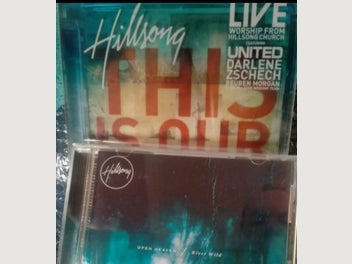 Hillsong
LIVE
WORSHIP FROM
HILLSONG CHURCH
FEATURING
UNITED
DARLENE
ZSCHECH
REUBEN MORGAN
THIS
IS OUR
Hillsong
OPEN HEAVEN / River Wild